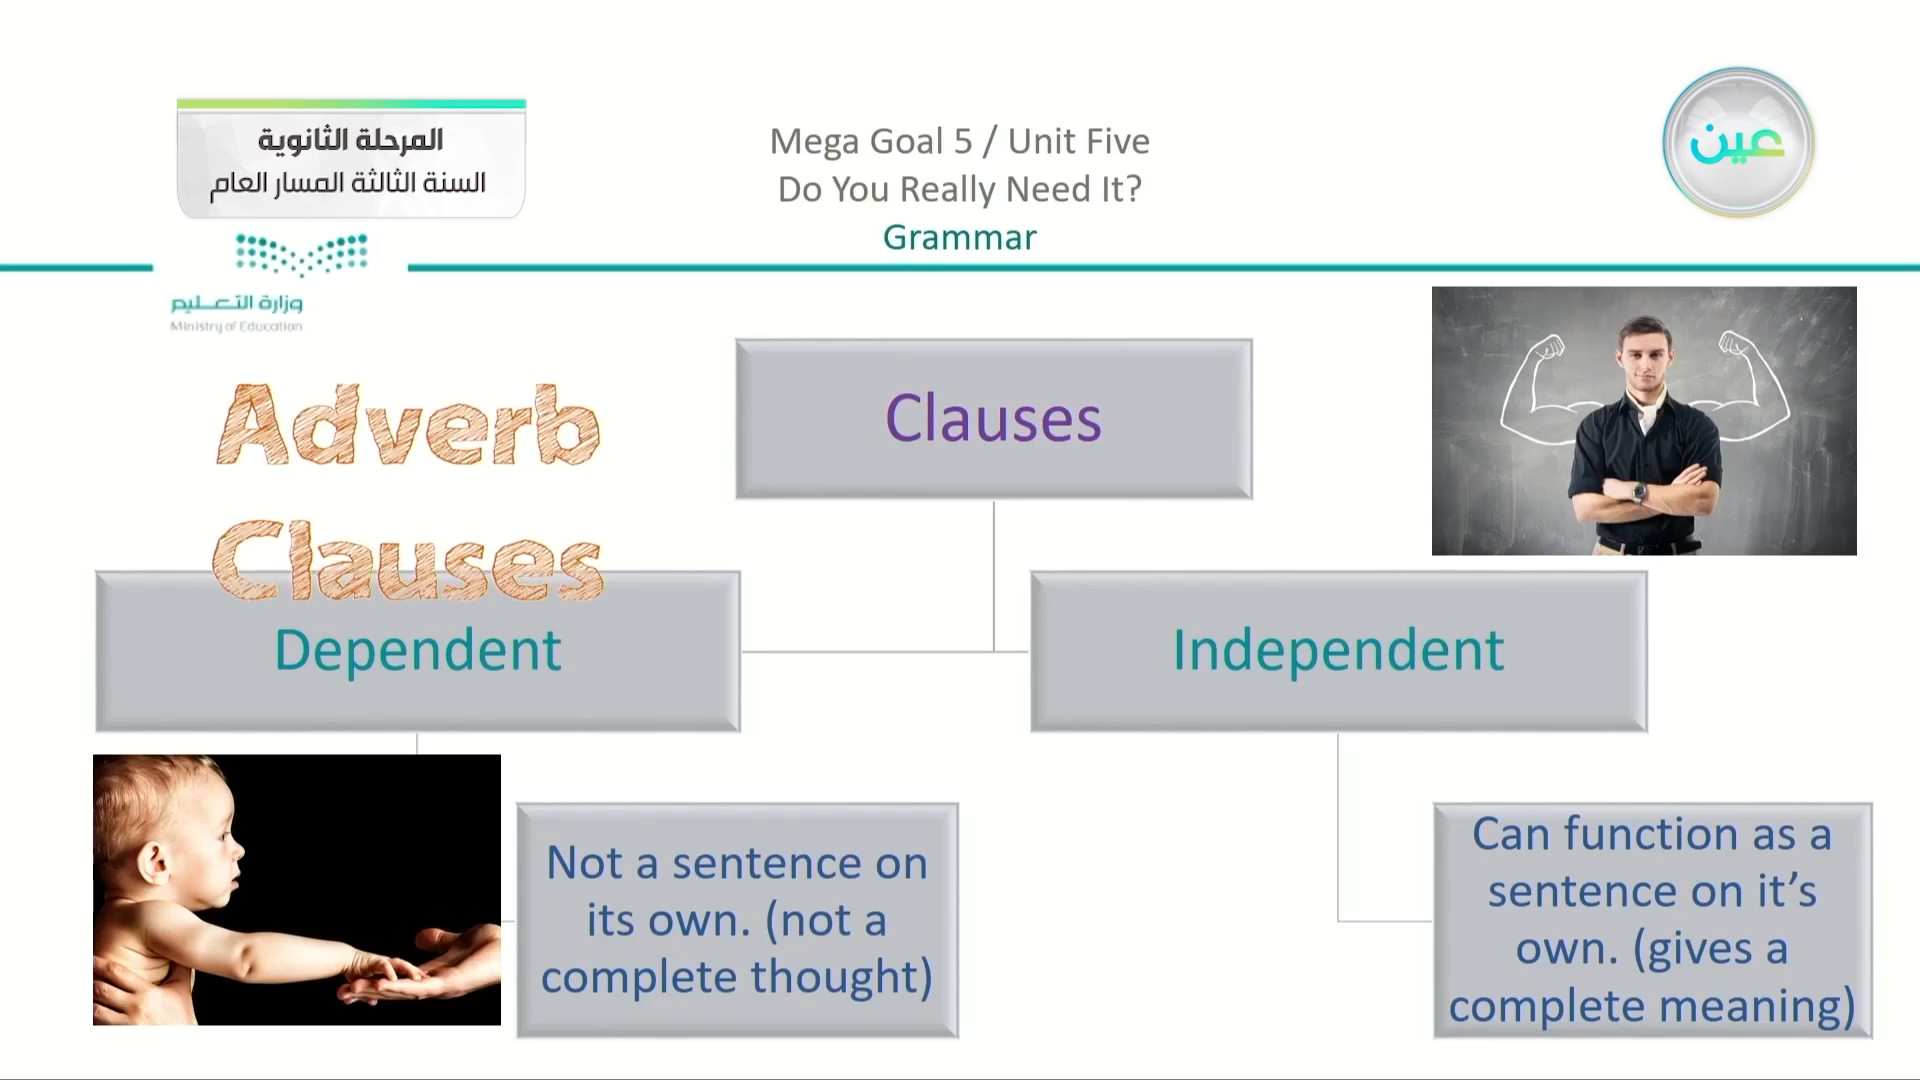 المرحلة الثانوية
السنة الثالثة المسار العام
Mega Goal 5 / Unit Five
Do You Really Need It?
Grammar
عين
وزارة التعليم
Ministry of Education
Adverb
Clauses
Clauses
Dependent
Independent
Not a sentence on
its own. (not a
complete thought)
Can function as a
sentence on it’s
own. (gives a
complete meaning)